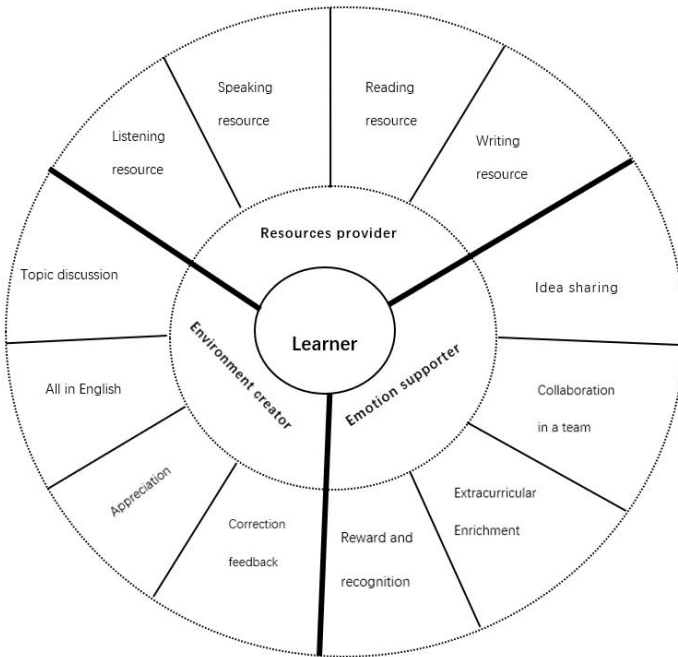 Speaking
resource
Reading
resource
Listening
resource
Writing
resource
Resources provider
Topic discussion
Idea sharing
Learner
Environment creator
Emotion supporter
All in English
Collaboration
in a team
Appreciation
Extracurricular
Enrichment
Correction
feedback
Reward and
recognition